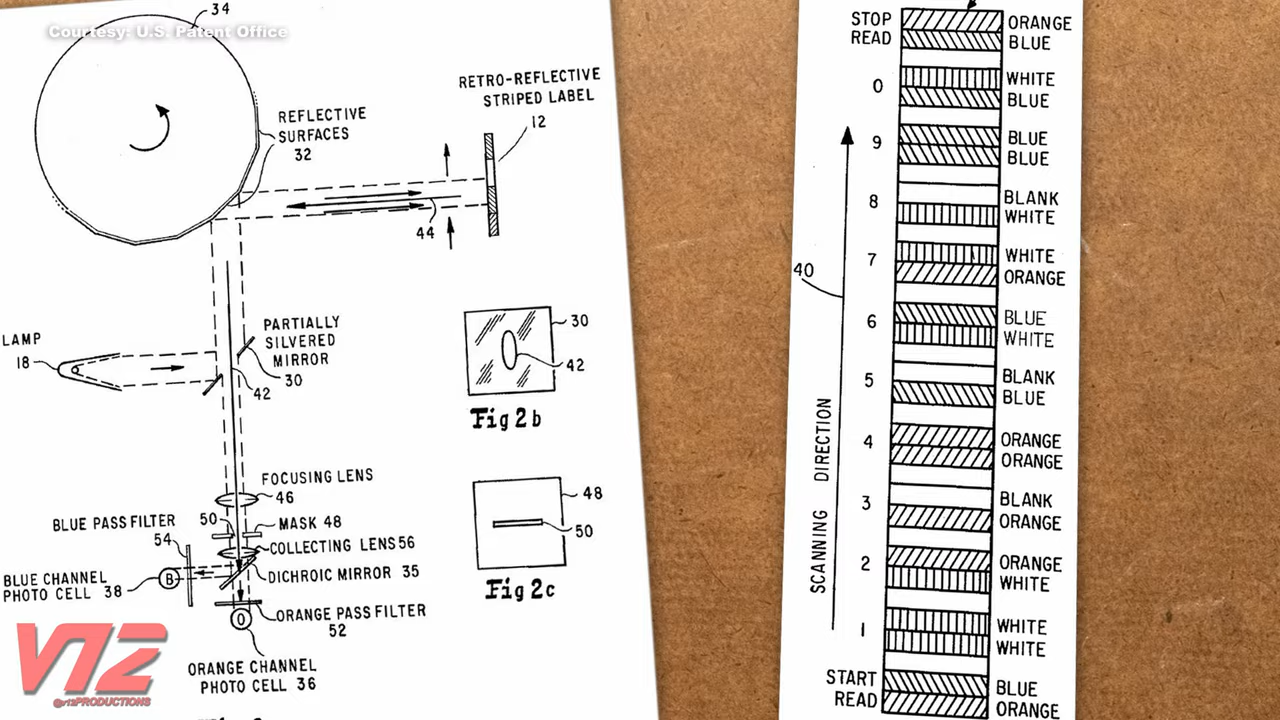 Courtesy: U.S. Patent Office
34
REFLECTIVE
SURFACES
32
RETRO-REFLECTIVE
STRIPED LABEL
12
44
LAMP
18
PARTIALLY
SILVERED
MIRROR
30
42
30
42
Fig 2b
FOCUSING LENS
46
BLUE PASS FILTER
54
50
MASK 48
COLLECTING LENS 56
DICHROIC MIRROR 35
BLUE CHANNEL
PHOTO CELL 38
B
ORANGE PASS FILTER
52
O
ORANGE CHANNEL
PHOTO CELL 36
48
50
Fig 2c
V12
@v12PRODUCTIONS
STOP
READ
ORANGE
BLUE
0
WHITE
BLUE
9
BLUE
BLUE
8
BLANK
WHITE
7
WHITE
ORANGE
40
6
BLUE
WHITE
5
BLANK
BLUE
4
ORANGE
ORANGE
3
BLANK
ORANGE
2
ORANGE
WHITE
1
WHITE
WHITE
START
READ
BLUE
ORANGE
SCANNING DIRECTION